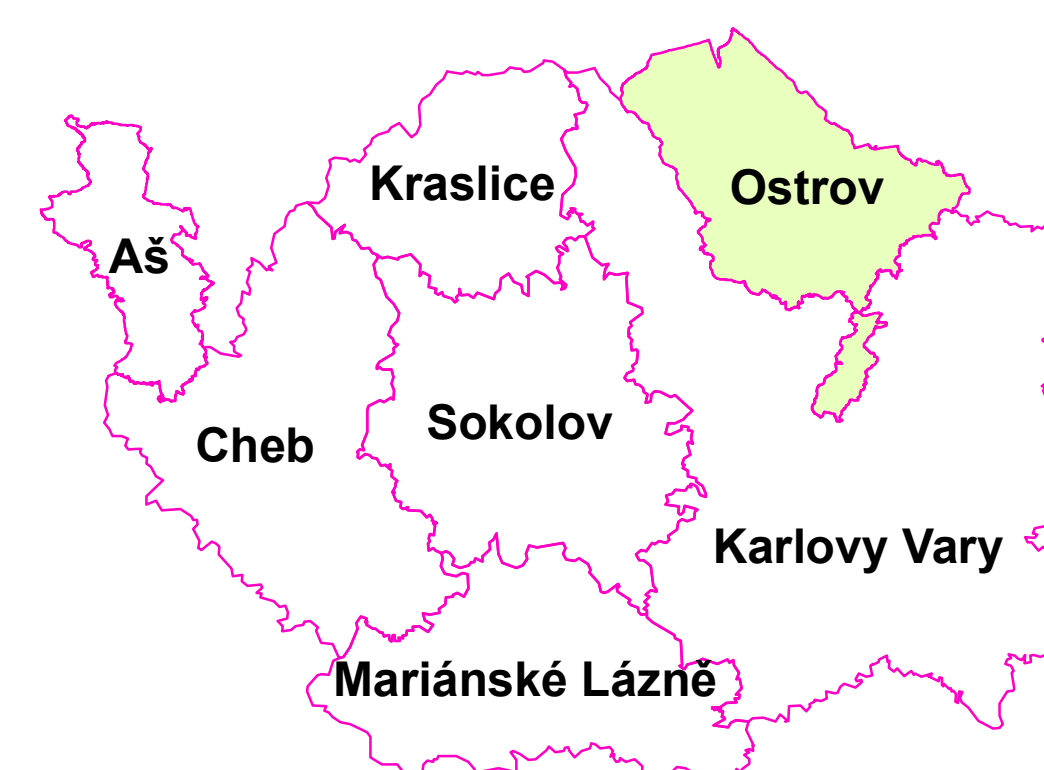 Kraslice
Ostrov
Aš
Sokolov
Cheb
Karlovy Vary
Mariánské Lázně